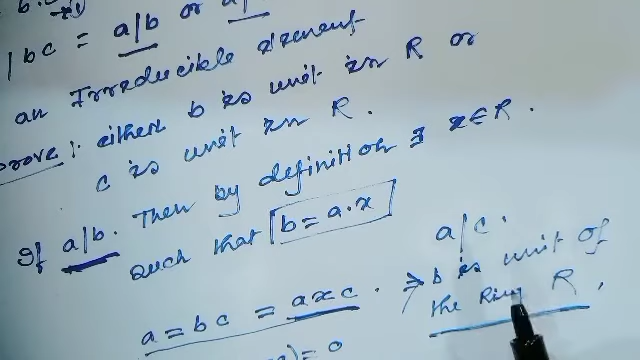 |bc = a|b or a|
an Irreducible element
prove : either b is unit in R or
c is unit in R.
If a|b. Then by definition ∃ x∈R.
such that b = a·x
a|c.
a = bc = axc. ⇒ b is unit of
the Ring R,
) = 0